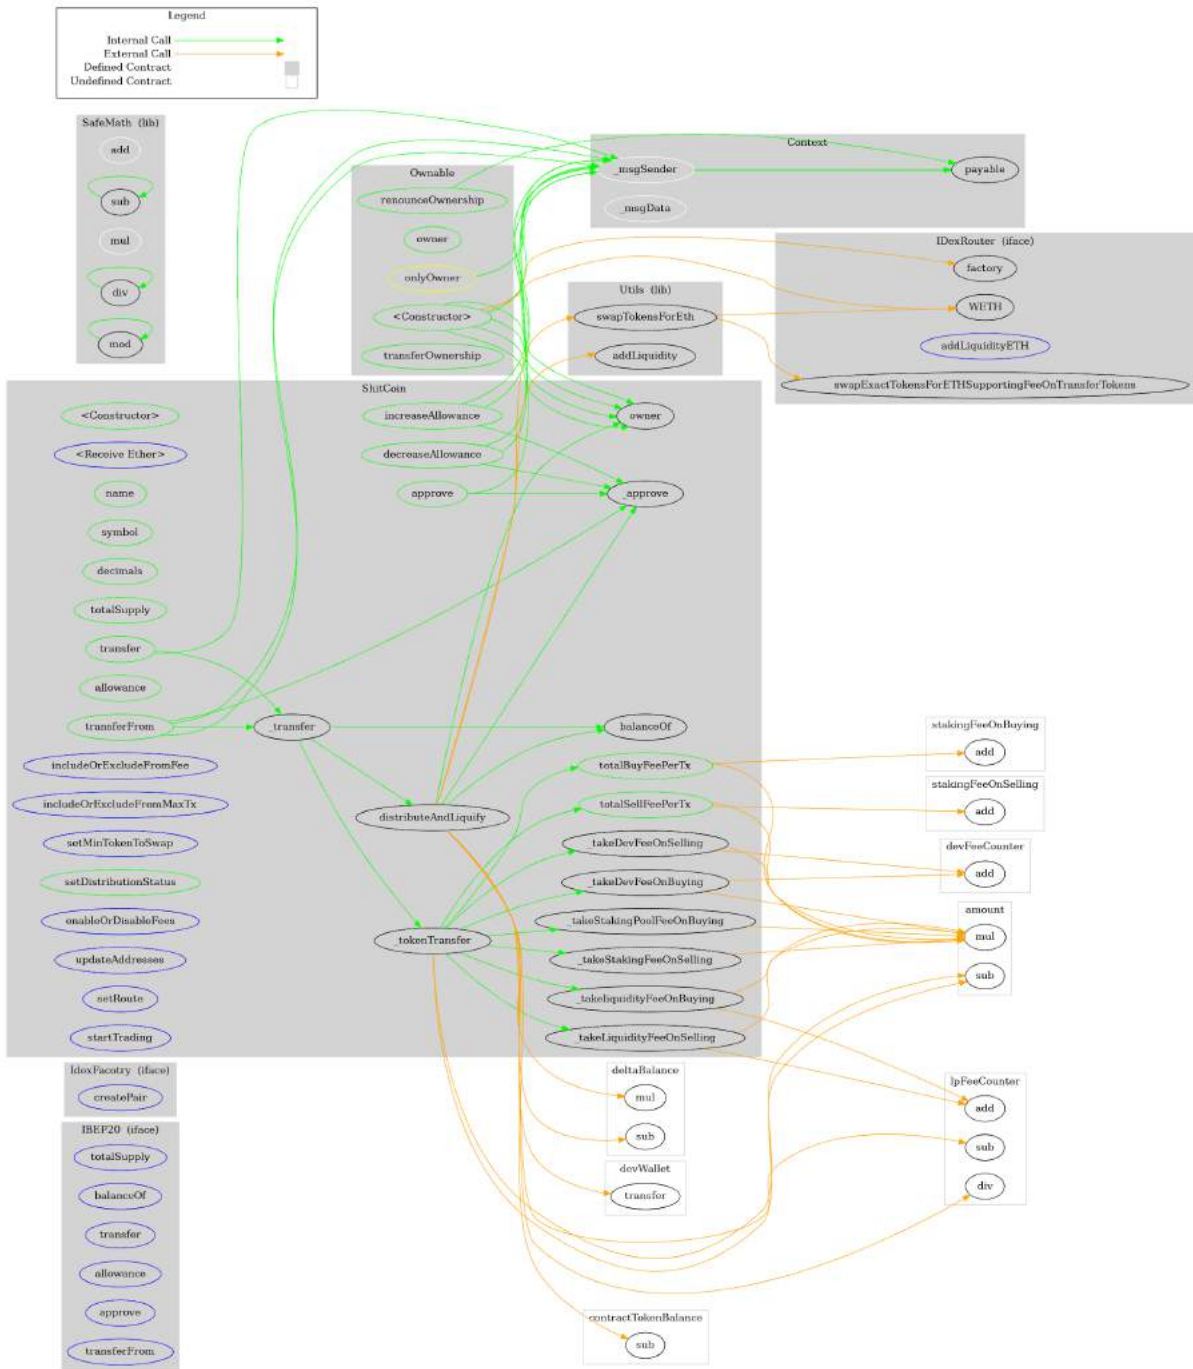 Legend
Internal Call
External Call
Defined Contract
Undefined Contract
SafeMath (lib)
add
sub
mul
div
mod
Ownable
renounceOwnership
owner
onlyOwner
<Constructor>
transferOwnership
Context
_msgSender
payable
_msgData
IDexRouter (iface)
factory
WETH
addLiquidityETH
swapExactTokensForETHSupportingFeeOnTransferTokens
Utils (lib)
swapTokensForEth
addLiquidity
ShitCoin
<Constructor>
<Receive Ether>
name
symbol
decimals
totalSupply
transfer
allowance
transferFrom
includeOrExcludeFromFee
includeOrExcludeFromMaxTx
setMinTokenToSwap
setDistributionStatus
enableOrDisableFees
updateAddresses
setRoute
startTrading
increaseAllowance
decreaseAllowance
approve
_transfer
distributeAndLiquify
_tokenTransfer
owner
_approve
balanceOf
totalBuyFeePerTx
totalSellFeePerTx
_takeDevFeeOnSelling
_takeDevFeeOnBuying
_takeStakingPoolFeeOnBuying
_takeStakingFeeOnSelling
_takeliquidityFeeOnBuying
_takeLiquidityFeeOnSelling
stakingFeeOnBuying
add
stakingFeeOnSelling
add
devFeeCounter
add
amount
mul
sub
lpFeeCounter
add
sub
div
deltaBalance
mul
sub
devWallet
transfer
contractTokenBalance
sub
IdexFacotry (iface)
createPair
IBEP20 (iface)
totalSupply
balanceOf
transfer
allowance
approve
transferFrom